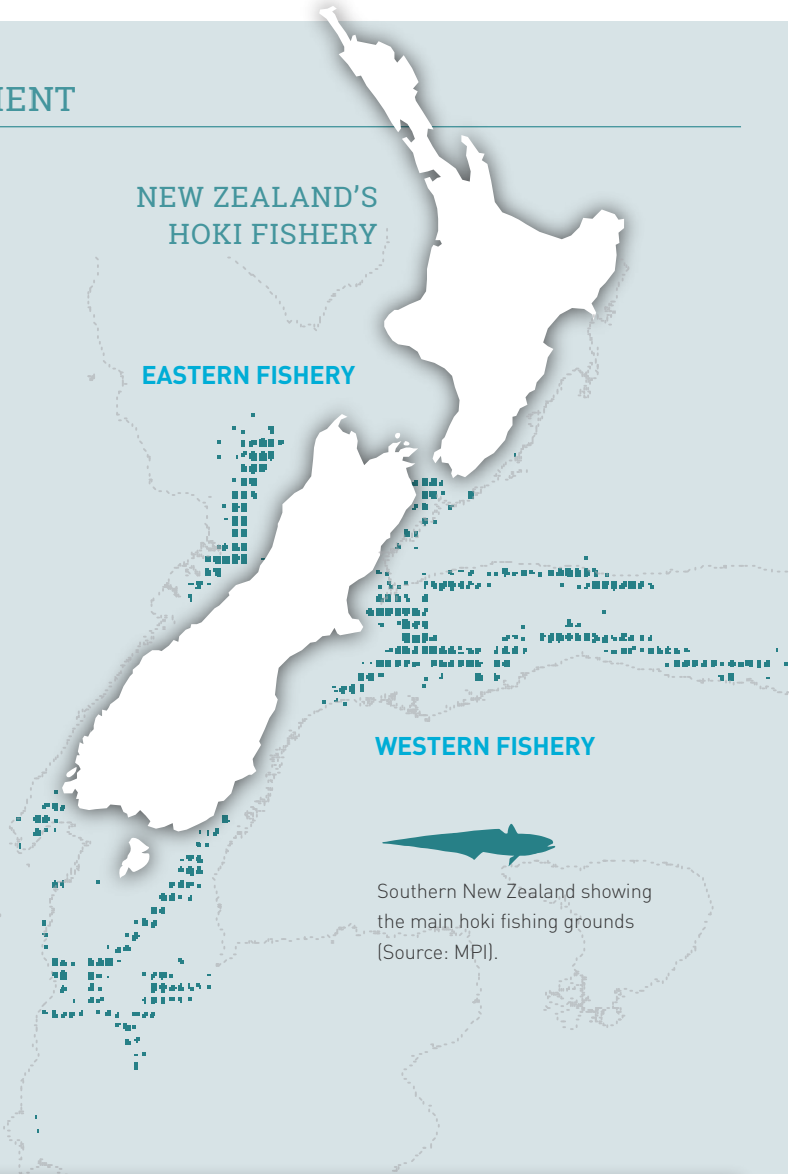 IENT
NEW ZEALAND'S
HOKI FISHERY
EASTERN FISHERY
WESTERN FISHERY
Southern New Zealand showing
the main hoki fishing grounds
(Source: MPI).